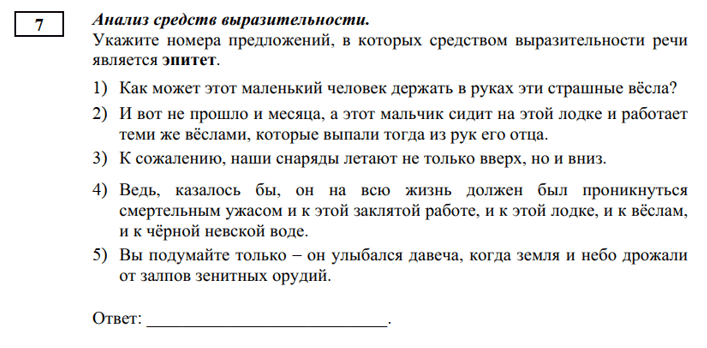 7
Анализ средств выразительности.
Укажите номера предложений, в которых средством выразительности речи
является эпитет.
1) Как может этот маленький человек держать в руках эти страшные вёсла?
2) И вот не прошло и месяца, а этот мальчик сидит на этой лодке и работает
теми же вёслами, которые выпали тогда из рук его отца.
3) К сожалению, наши снаряды летают не только вверх, но и вниз.
4) Ведь, казалось бы, он на всю жизнь должен был проникнуться
смертельным ужасом и к этой заклятой работе, и к этой лодке, и к вёслам,
и к чёрной невской воде.
5) Вы подумайте только – он улыбался давеча, когда земля и небо дрожали
от залпов зенитных орудий.
Ответ: ___________________________.